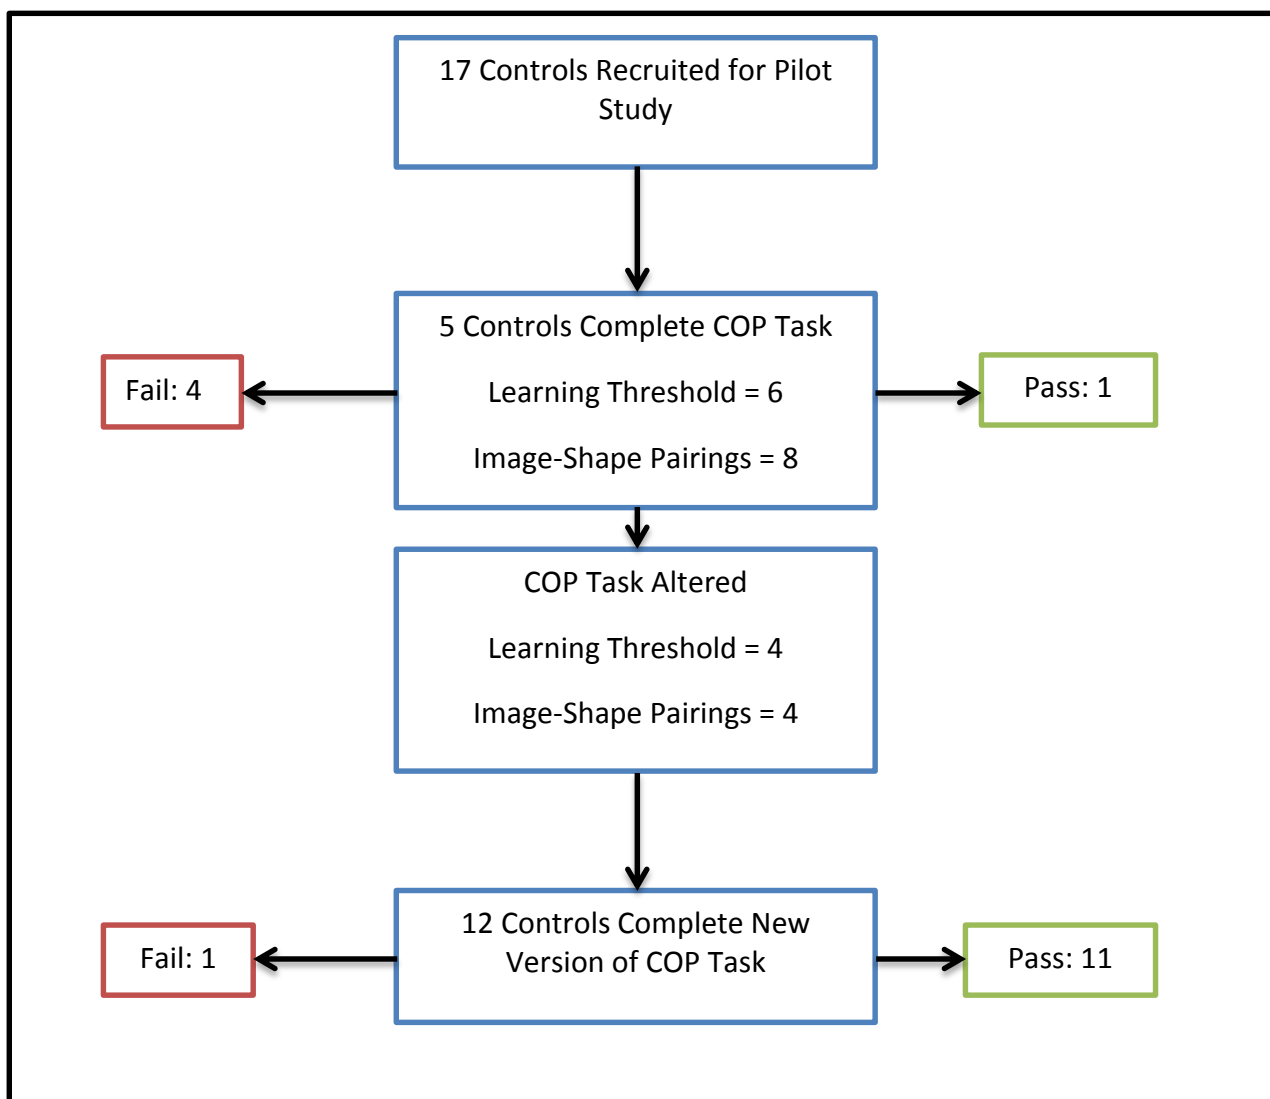 17 Controls Recruited for Pilot
Study
5 Controls Complete COP Task
Learning Threshold = 6
Image-Shape Pairings = 8
Fail: 4
Pass: 1
COP Task Altered
Learning Threshold = 4
Image-Shape Pairings = 4
12 Controls Complete New
Version of COP Task
Fail: 1
Pass: 11